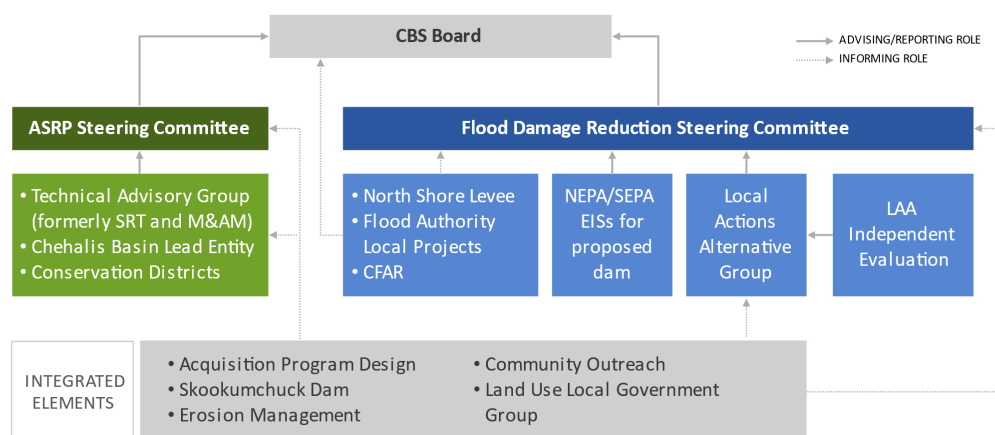 CBS Board
ADVISING/REPORTING ROLE
INFORMING ROLE
ASRP Steering Committee
Flood Damage Reduction Steering Committee
• Technical Advisory Group
(formerly SRT and M&AM)
• Chehalis Basin Lead Entity
• Conservation Districts
• North Shore Levee
• Flood Authority
Local Projects
• CFAR
NEPA/SEPA
EISs for
proposed
dam
Local
Actions
Alternative
Group
LAA
Independent
Evaluation
INTEGRATED
ELEMENTS
• Acquisition Program Design
• Skookumchuck Dam
• Erosion Management
• Community Outreach
• Land Use Local Government
Group